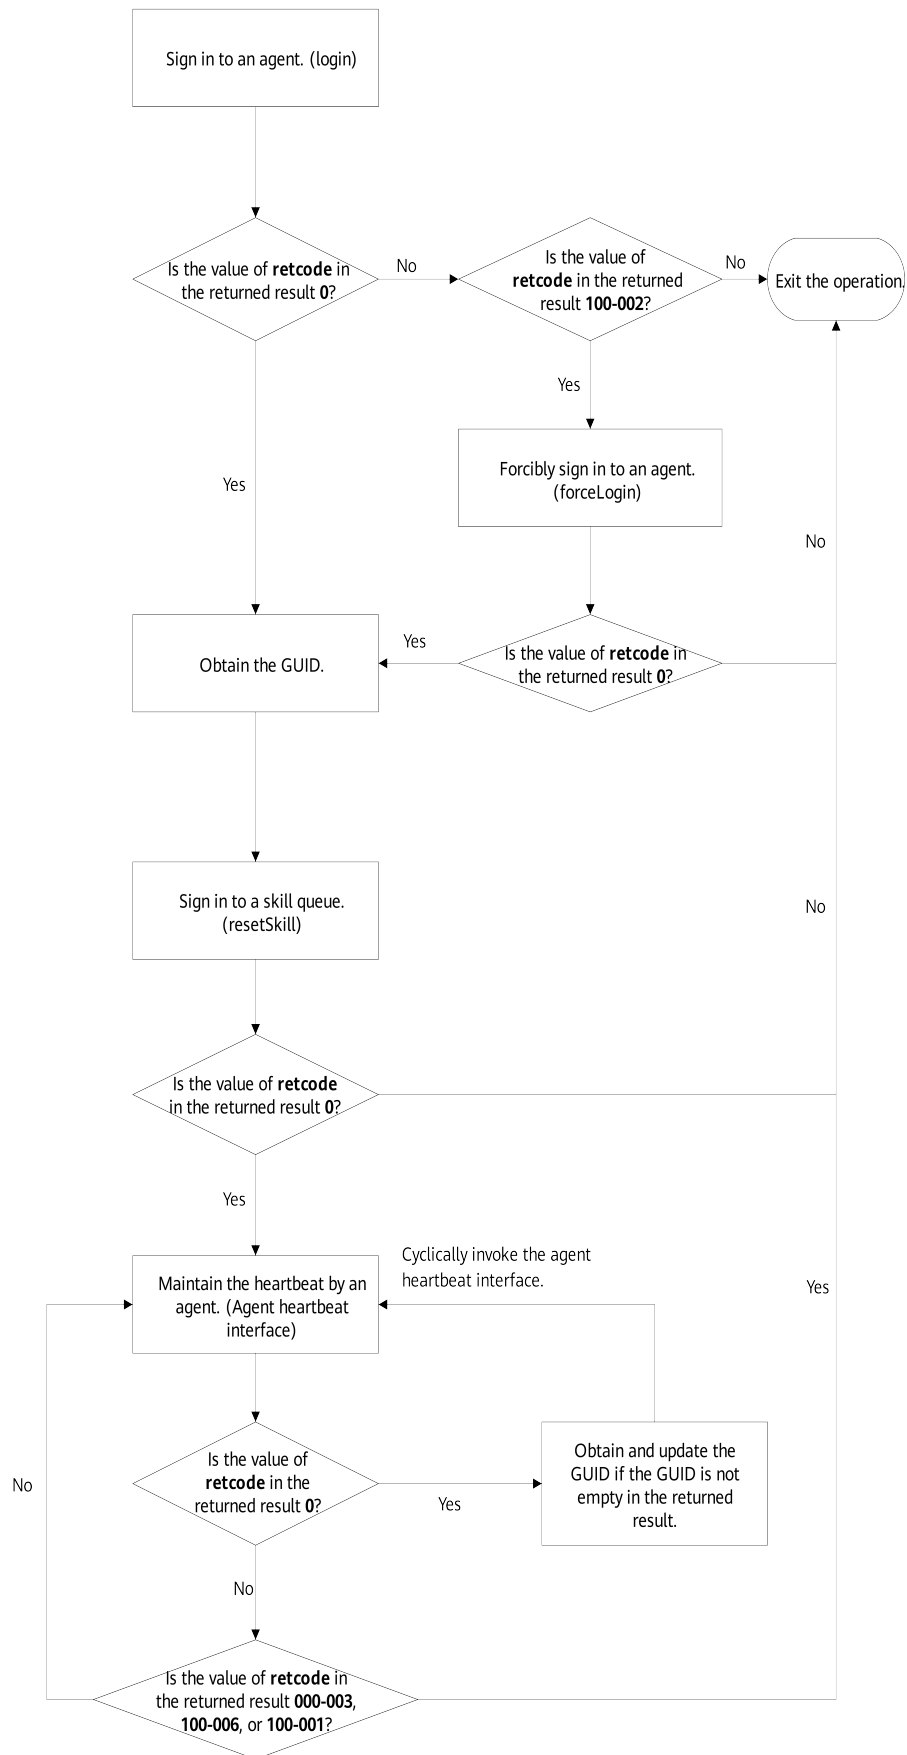 Sign in to an agent. (login)
Is the value of retcode in
the returned result 0?
No
Is the value of
retcode in the returned
result 100-002?
No
Exit the operation.
Yes
Forcibly sign in to an agent.
(forceLogin)
Yes
No
Obtain the GUID.
Yes
Is the value of retcode in
the returned result 0?
Sign in to a skill queue.
(resetSkill)
No
Is the value of retcode
in the returned result 0?
Yes
Cyclically invoke the agent
heartbeat interface.
Maintain the heartbeat by an
agent. (Agent heartbeat
interface)
Yes
Is the value of
retcode in the
returned result 0?
Yes
Obtain and update the
GUID if the GUID is not
empty in the returned
result.
No
No
Is the value of retcode in
the returned result 000-003,
100-006, or 100-001?